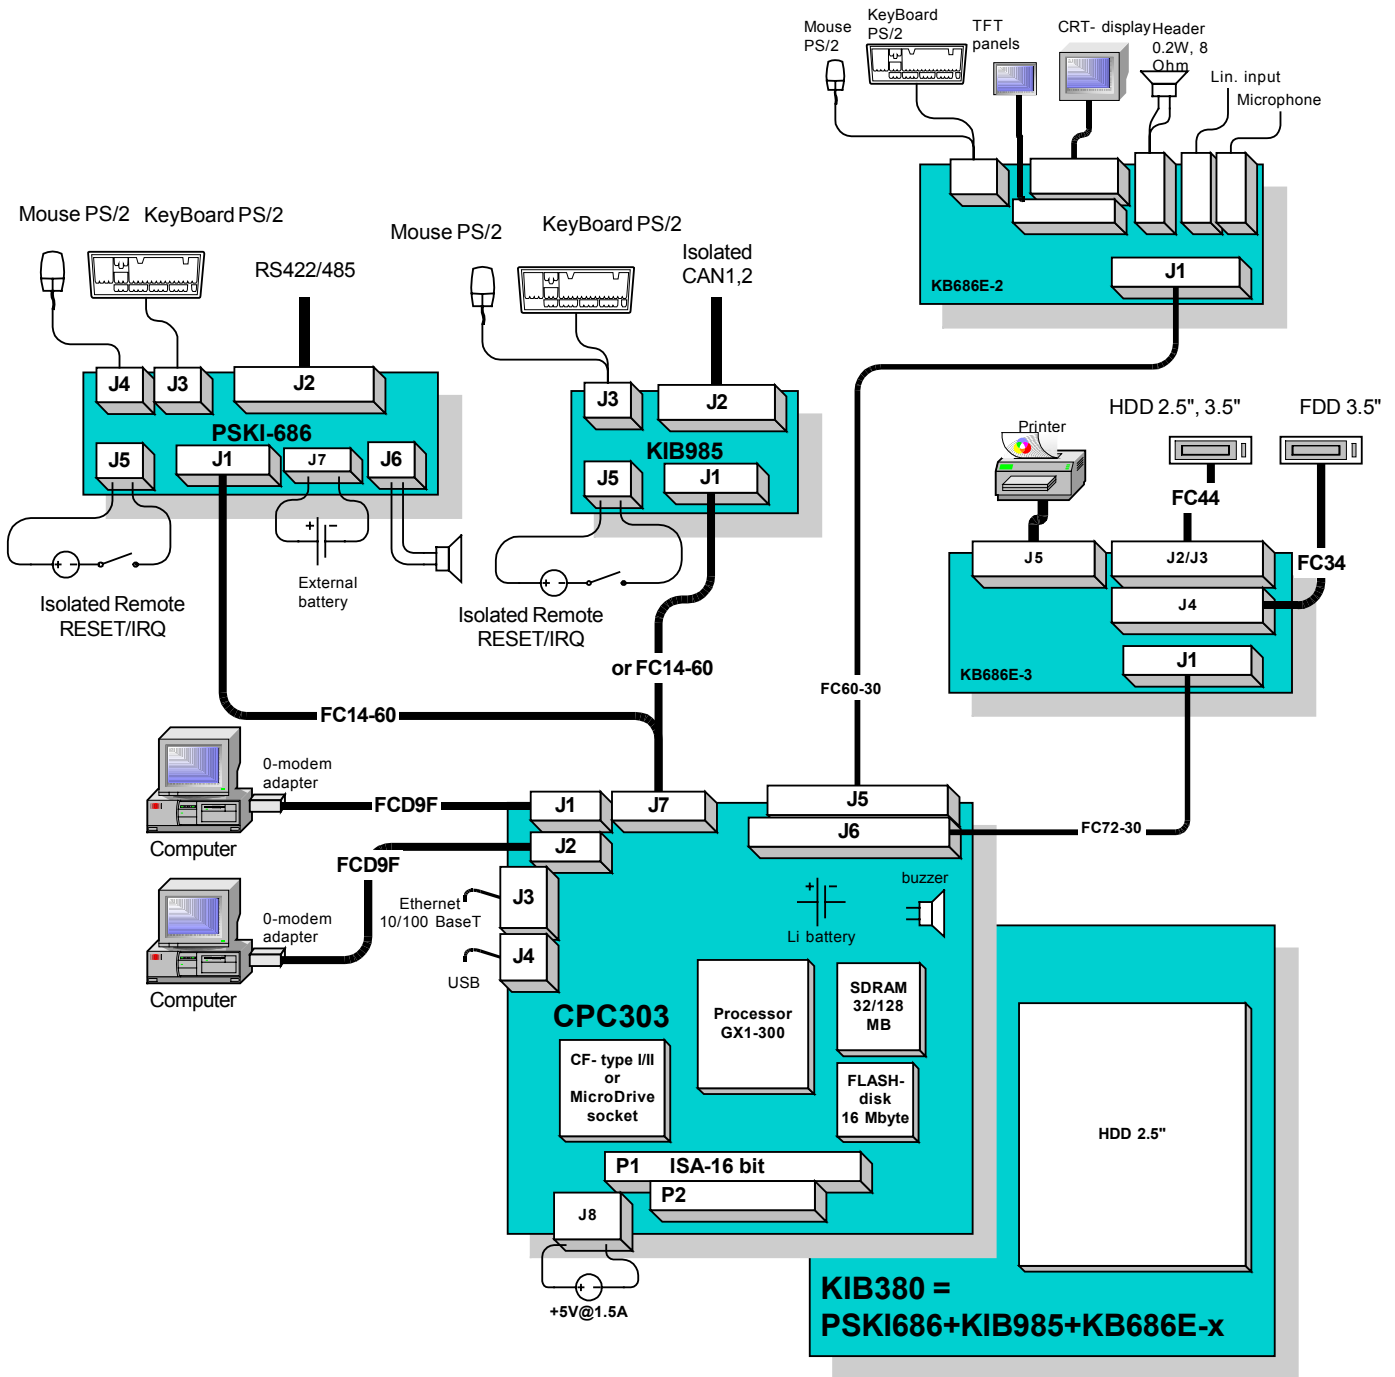 Mouse
PS/2
KeyBoard
PS/2
TFT
panels
CRT- display
Header
0.2W, 8
Ohm
Lin. input
Microphone
J1
KB686E-2
Mouse PS/2
KeyBoard PS/2
RS422/485
J4
J3
J2
PSKI-686
J5
J1
J7
J6
+
–
External
battery
+ -
Isolated Remote
RESET/IRQ
Mouse PS/2
KeyBoard PS/2
Isolated
CAN1,2
J3
J2
KIB985
J5
J1
+ -
Isolated Remote
RESET/IRQ
HDD 2.5", 3.5"
FDD 3.5"
Printer
FC44
FC34
J5
J2/J3
J4
J1
KB686E-3
or FC14-60
FC14-60
FC60-30
FC72-30
0-modem
adapter
FCD9F
Computer
FCD9F
0-modem
adapter
Computer
Ethernet
10/100 BaseT
USB
J1
J7
J2
J3
J4
J5
J6
+
–
Li battery
buzzer
CPC303
Processor
GX1-300
SDRAM
32/128
MB
CF- type I/II
or
MicroDrive
socket
FLASH-
disk
16 Mbyte
P1 ISA-16 bit
P2
J8
+ -
+5V@1.5A
HDD 2.5"
KIB380 =
PSKI686+KIB985+KB686E-x